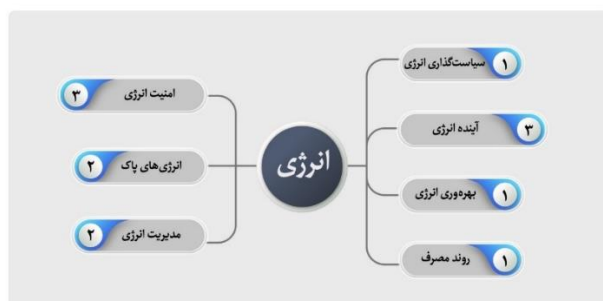 انرژی
۱ سیاست‌گذاری انرژی
۳ آینده انرژی
۱ بهره‌وری انرژی
۱ روند مصرف
امنیت انرژی ۳
انرژی‌های پاک ۲
مدیریت انرژی ۲